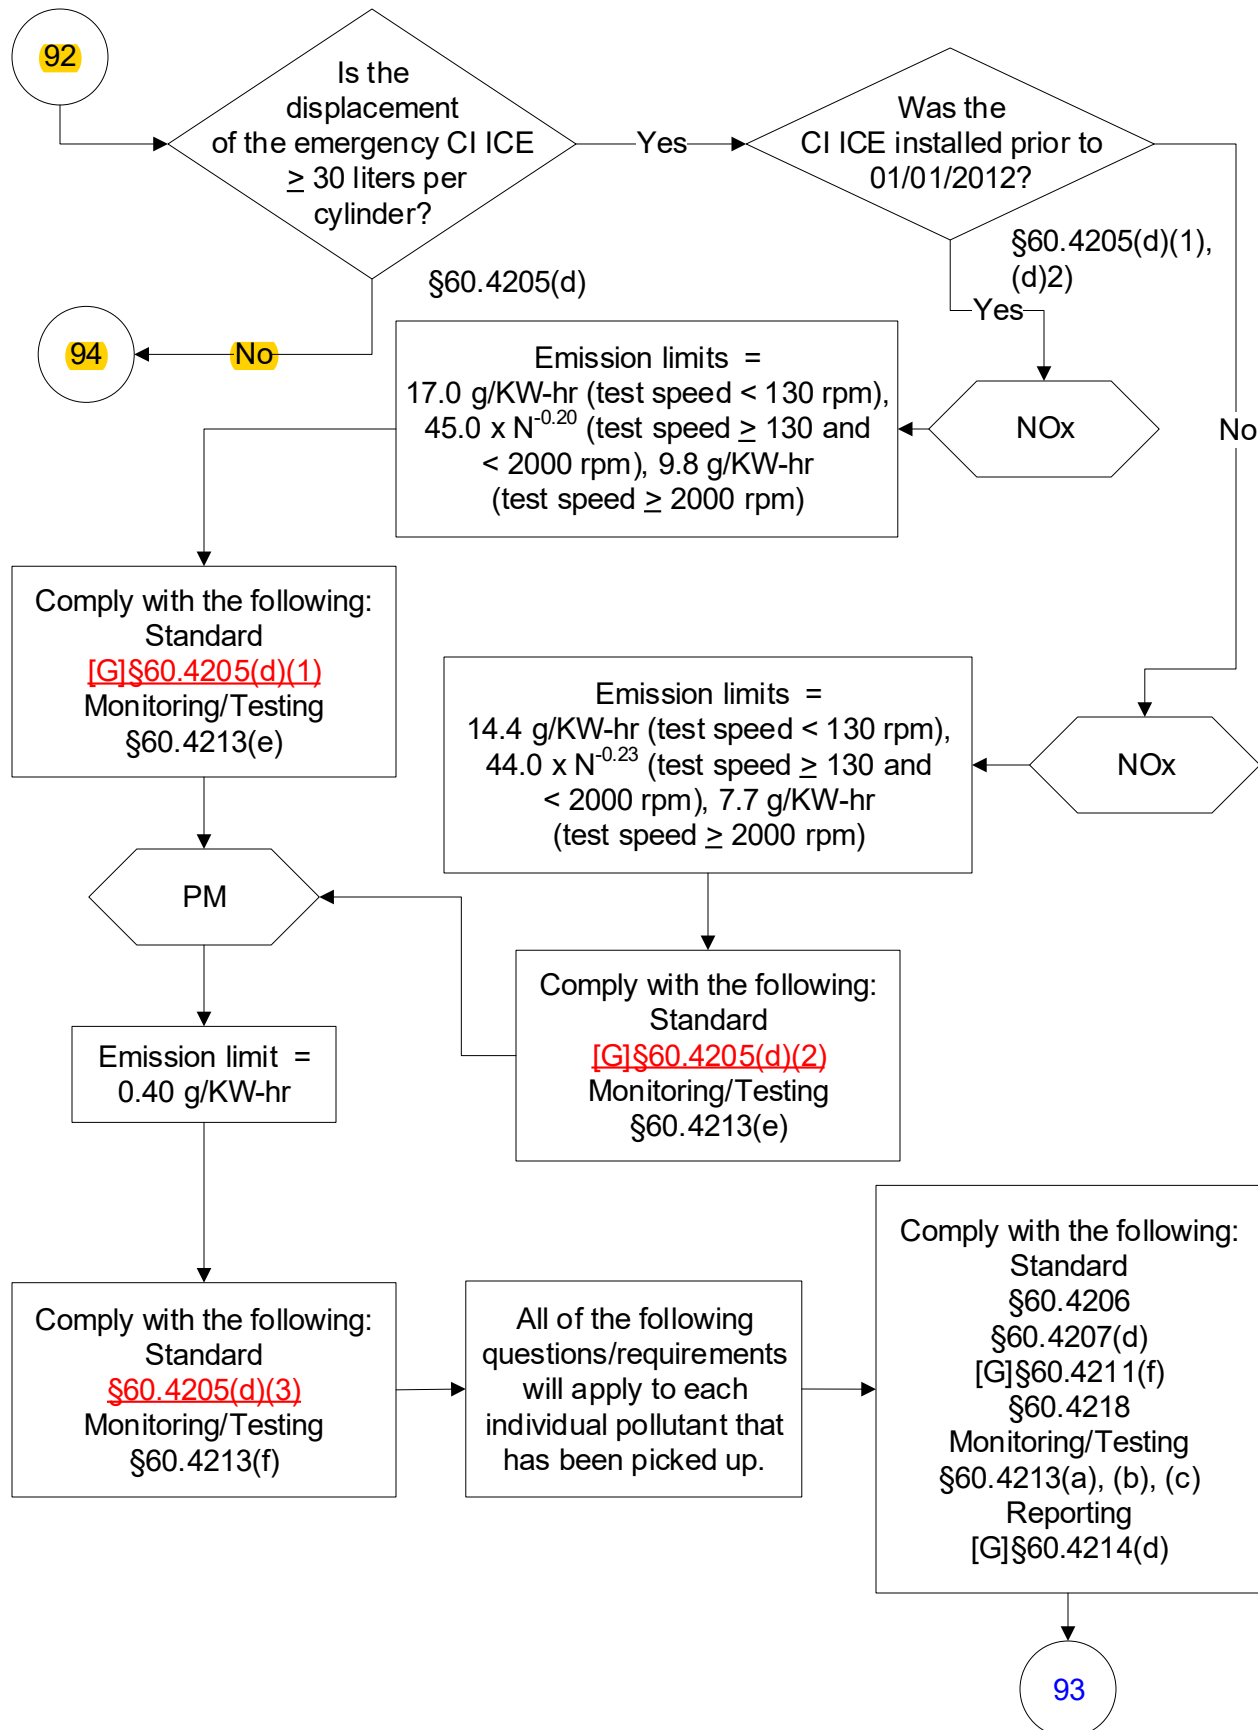 92
Is the
displacement
of the emergency CI ICE
≥ 30 liters per
cylinder?
Yes
Was the
CI ICE installed prior to
01/01/2012?
§60.4205(d)
§60.4205(d)(1),
(d)2)
Yes
No
94
No
Emission limits =
17.0 g/KW-hr (test speed < 130 rpm),
45.0 x N^-0.20 (test speed ≥ 130 and
< 2000 rpm), 9.8 g/KW-hr
(test speed ≥ 2000 rpm)
NOx
Comply with the following:
Standard
[G]§60.4205(d)(1)
Monitoring/Testing
§60.4213(e)
Emission limits =
14.4 g/KW-hr (test speed < 130 rpm),
44.0 x N^-0.23 (test speed ≥ 130 and
< 2000 rpm), 7.7 g/KW-hr
(test speed ≥ 2000 rpm)
NOx
PM
Comply with the following:
Standard
[G]§60.4205(d)(2)
Monitoring/Testing
§60.4213(e)
Emission limit =
0.40 g/KW-hr
Comply with the following:
Standard
§60.4205(d)(3)
Monitoring/Testing
§60.4213(f)
All of the following
questions/requirements
will apply to each
individual pollutant that
has been picked up.
Comply with the following:
Standard
§60.4206
§60.4207(d)
[G]§60.4211(f)
§60.4218
Monitoring/Testing
§60.4213(a), (b), (c)
Reporting
[G]§60.4214(d)
93